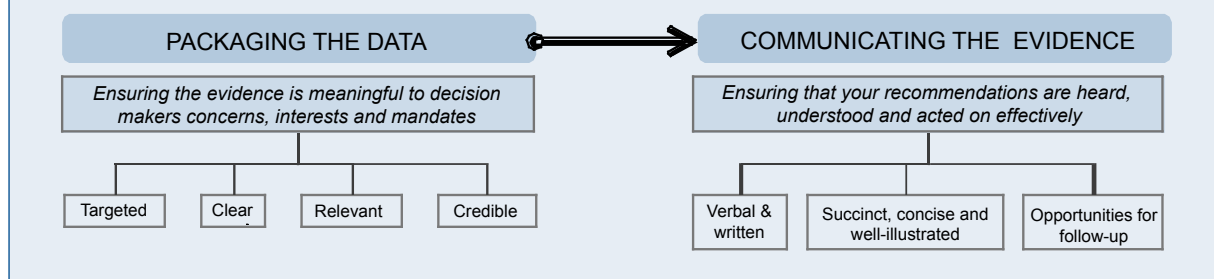 PACKAGING THE DATA
COMMUNICATING THE EVIDENCE
Ensuring the evidence is meaningful to decision
makers concerns, interests and mandates
Ensuring that your recommendations are heard,
understood and acted on effectively
Targeted
Clear
Relevant
Credible
Verbal &
written
Succinct, concise and
well-illustrated
Opportunities for
follow-up